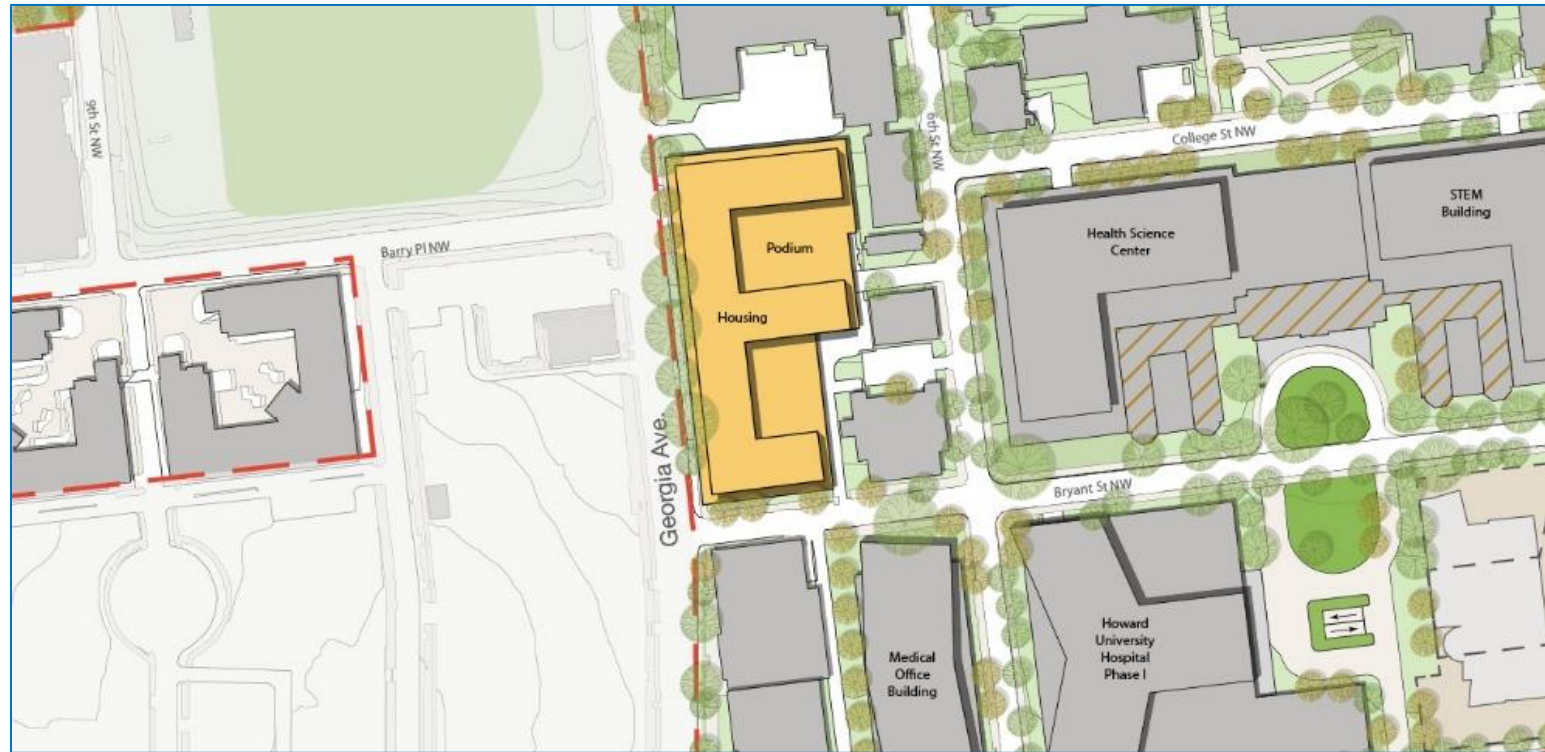 9th St NW
6th St NW
College St NW
STEM
Building
Health Science
Center
Podium
Barry Pl NW
Housing
Georgia Ave.
Bryant St NW
Howard
University
Hospital
Phase I
Medical
Office
Building